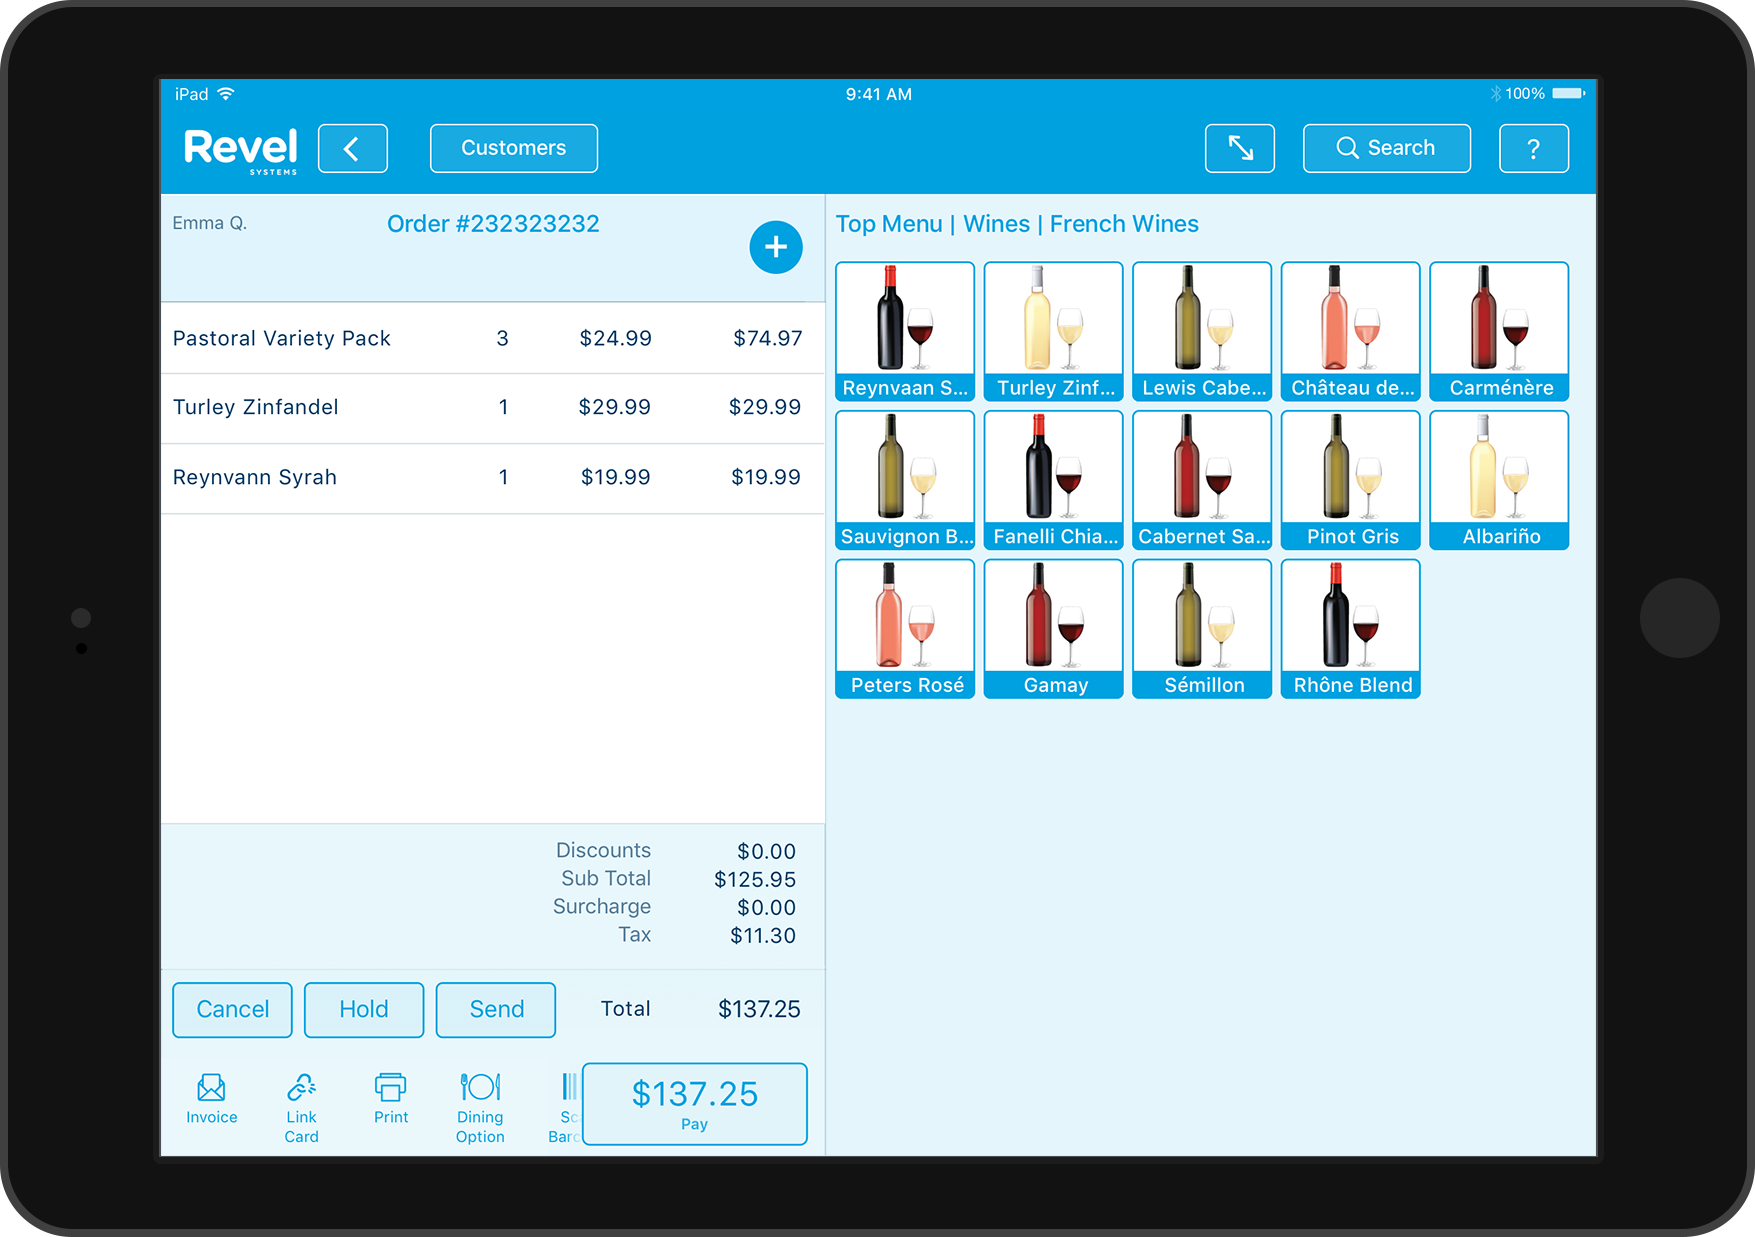 iPad 9:41 AM 100%
Revel
SYSTEMS
Customers
Search
?
Emma Q.
Order #232323232
+
Pastoral Variety Pack 3 $24.99 $74.97
Turley Zinfandel 1 $29.99 $29.99
Reynvann Syrah 1 $19.99 $19.99
Discounts $0.00
Sub Total $125.95
Surcharge $0.00
Tax $11.30
Cancel Hold Send Total $137.25
Invoice
Link
Card
Print
Dining
Option
Sc
Barc
$137.25
Pay
Top Menu | Wines | French Wines
Reynvaan S... Turley Zinf... Lewis Cabe... Château de... Carménère
Sauvignon B... Fanelli Chia... Cabernet Sa... Pinot Gris Albariño
Peters Rosé Gamay Sémillon Rhône Blend